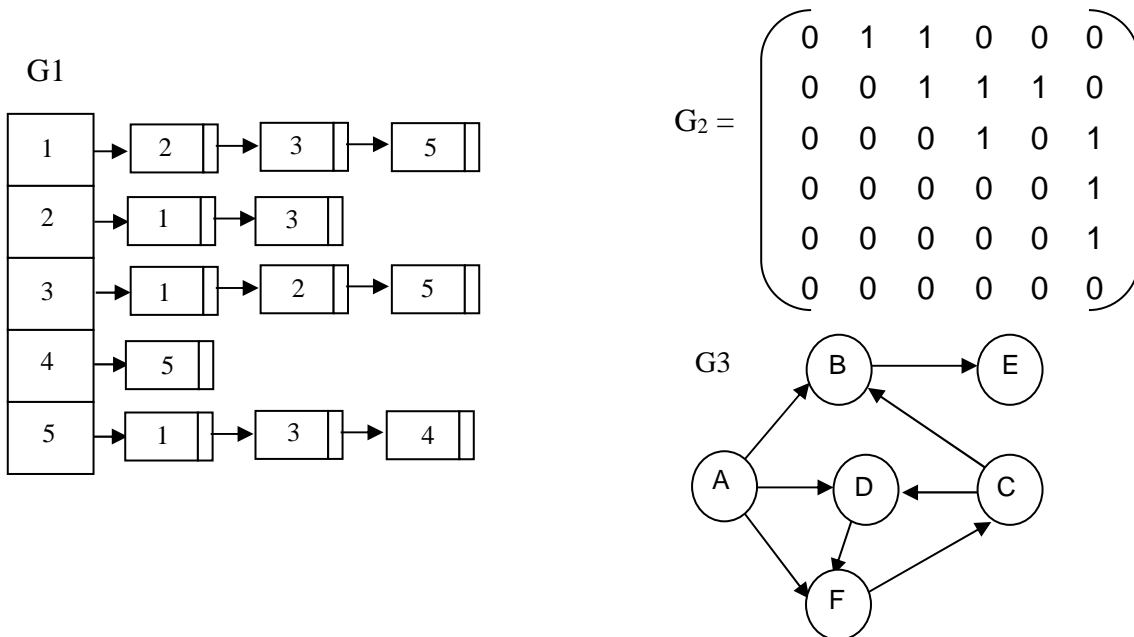 G1
1 2 3 5
2 1 3
3 1 2 5
4 5
5 1 3 4
G2 =
0 1 1 0 0 0
0 0 1 1 1 0
0 0 0 1 0 1
0 0 0 0 0 1
0 0 0 0 0 1
0 0 0 0 0 0
G3
B E
A D C
F